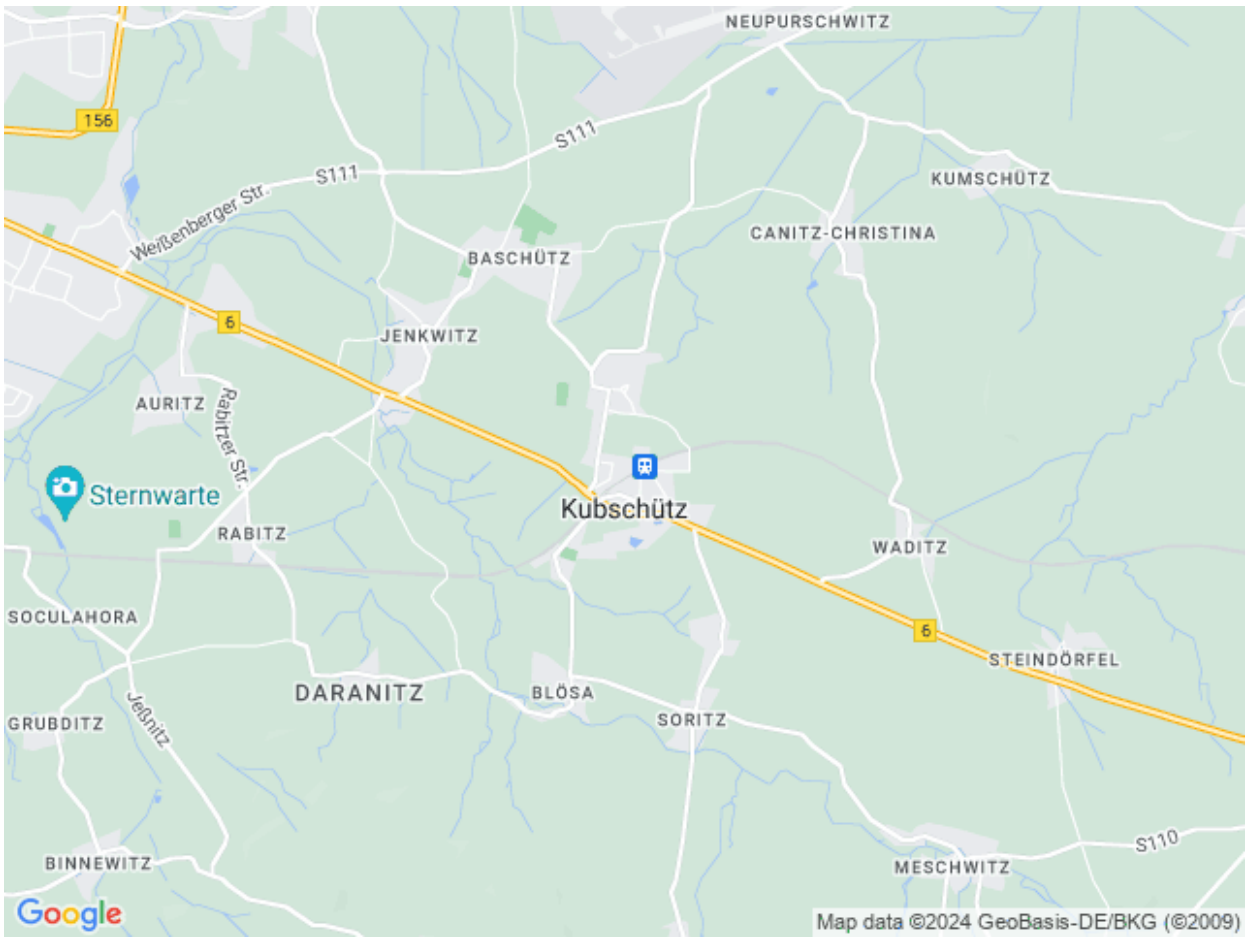 NEUPURSCHWITZ
156
S111
S111
KUMSCHÜTZ
Weißenberger Str.
CANITZ-CHRISTINA
BASCHÜTZ
6
JENKWITZ
AURITZ
Rabitzer Str.
Sternwarte
Kubschütz
RABITZ
WADITZ
SOCULAHORA
6
STEINDÖRFEL
DARANITZ
BLÖSA
GRUBDITZ
Jeßnitz
SORITZ
S110
BINNEWITZ
MESCHWITZ
Google
Map data ©2024 GeoBasis-DE/BKG (©2009)